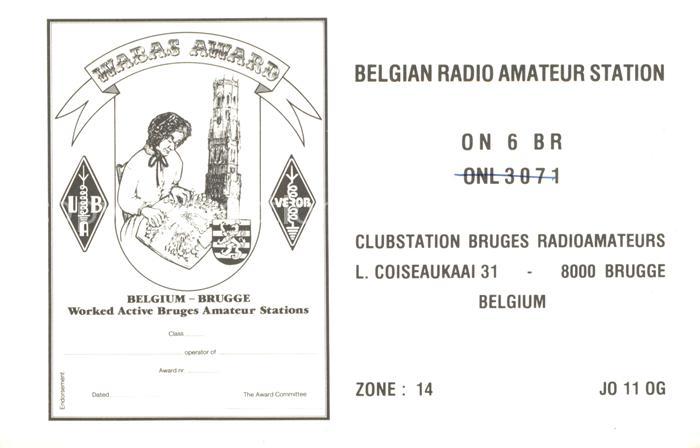 WABAS AWARD
UBA
VERON
BELGIUM – BRUGGE
Worked Active Bruges Amateur Stations
Class
operator of
Award nr.
Endorsement
Dated
The Award Committee
BELGIAN RADIO AMATEUR STATION
ON 6 BR
ONL 3071
CLUBSTATION BRUGES RADIOAMATEURS
L. COISEAUKAAI 31 - 8000 BRUGGE
BELGIUM
ZONE : 14 JO 11 OG